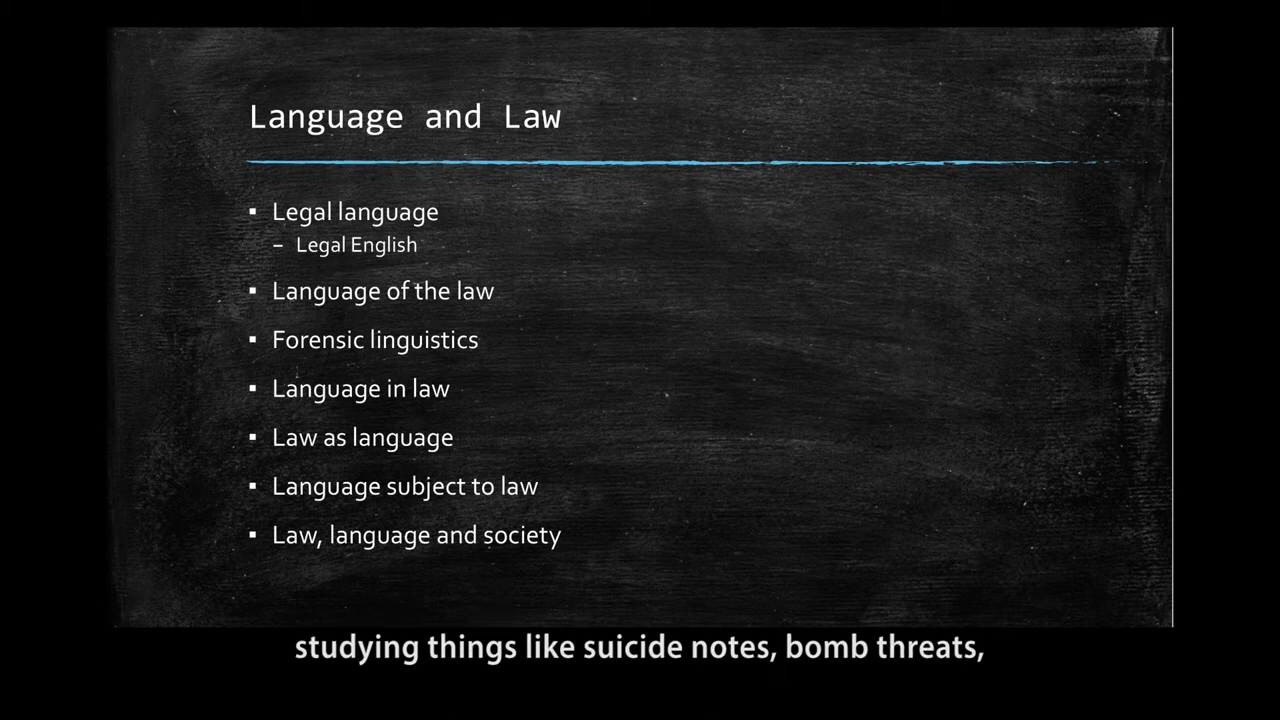 Language and Law
▪ Legal language
– Legal English
▪ Language of the law
▪ Forensic linguistics
▪ Language in law
▪ Law as language
▪ Language subject to law
▪ Law, language and society
studying things like suicide notes, bomb threats,